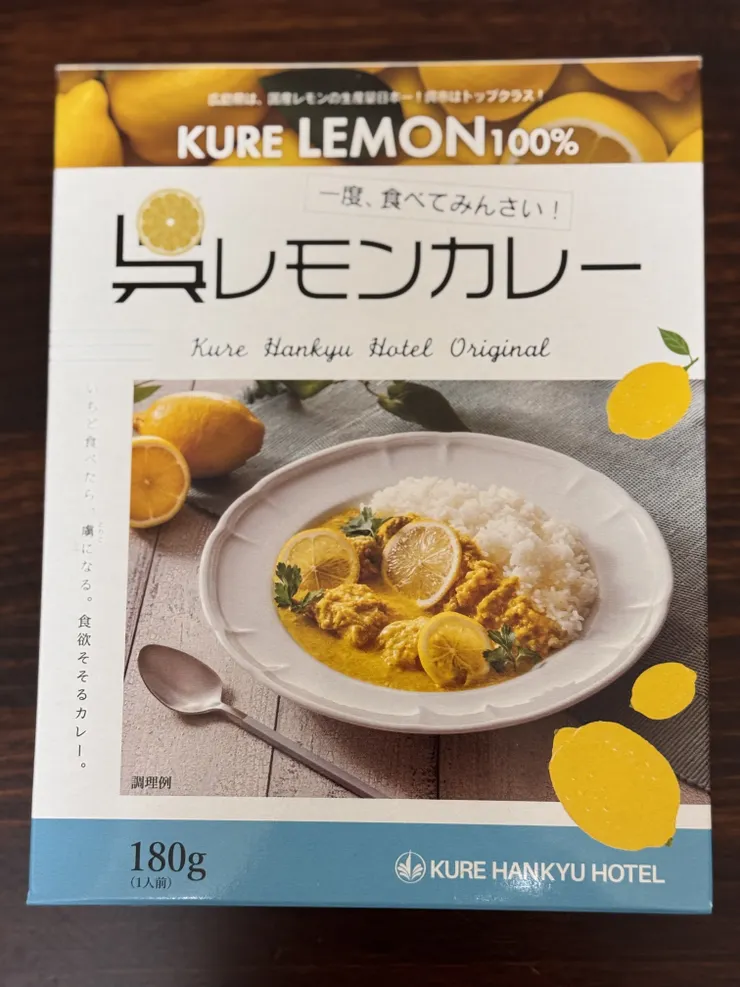 広島県は、国産レモンの生産量日本一！呉市はトップクラス！
KURE LEMON100%
一度、食べてみんさい！
呉レモンカレー
Kure Hankyu Hotel Original
いちど食べたら、虜になる。食欲そそるカレー。
とりこ
調理例
180g
(1人前)
KURE HANKYU HOTEL